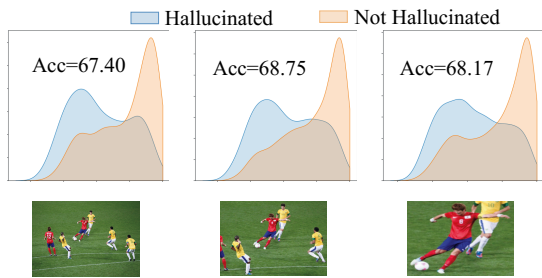 Hallucinated
Not Hallucinated
Acc=67.40
Acc=68.75
Acc=68.17